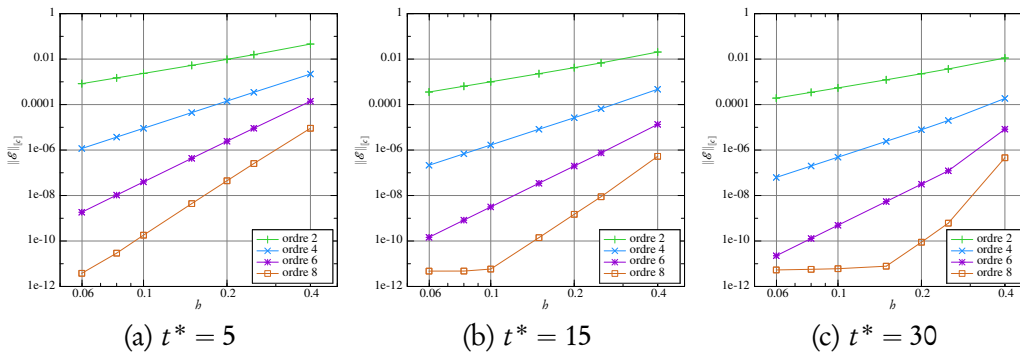 1
0.01
0.0001
1e-06
1e-08
1e-10
1e-12
‖ℰ‖[c]
0.06 0.1 0.2 0.4
h
ordre 2
ordre 4
ordre 6
ordre 8
(a) t* = 5
1
0.01
0.0001
1e-06
1e-08
1e-10
1e-12
‖ℰ‖[c]
0.06 0.1 0.2 0.4
h
ordre 2
ordre 4
ordre 6
ordre 8
(b) t* = 15
1
0.01
0.0001
1e-06
1e-08
1e-10
1e-12
‖ℰ‖[c]
0.06 0.1 0.2 0.4
h
ordre 2
ordre 4
ordre 6
ordre 8
(c) t* = 30